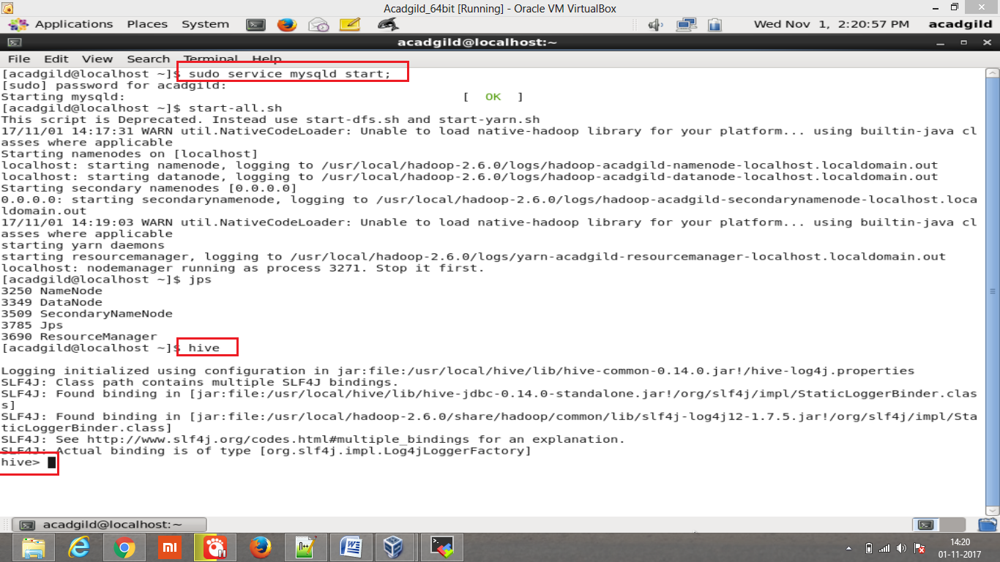 Acadgild_64bit [Running] - Oracle VM VirtualBox
Applications Places System Wed Nov 1, 2:20:57 PM acadgild
acadgild@localhost:~
File Edit View Search Terminal Help
[acadgild@localhost ~]$ sudo service mysqld start;
[sudo] password for acadgild:
Starting mysqld: [ OK ]
[acadgild@localhost ~]$ start-all.sh
This script is Deprecated. Instead use start-dfs.sh and start-yarn.sh
17/11/01 14:17:31 WARN util.NativeCodeLoader: Unable to load native-hadoop library for your platform... using builtin-java cl
asses where applicable
Starting namenodes on [localhost]
localhost: starting namenode, logging to /usr/local/hadoop-2.6.0/logs/hadoop-acadgild-namenode-localhost.localdomain.out
localhost: starting datanode, logging to /usr/local/hadoop-2.6.0/logs/hadoop-acadgild-datanode-localhost.localdomain.out
Starting secondary namenodes [0.0.0.0]
0.0.0.0: starting secondarynamenode, logging to /usr/local/hadoop-2.6.0/logs/hadoop-acadgild-secondarynamenode-localhost.loca
ldomain.out
17/11/01 14:19:03 WARN util.NativeCodeLoader: Unable to load native-hadoop library for your platform... using builtin-java cl
asses where applicable
starting yarn daemons
starting resourcemanager, logging to /usr/local/hadoop-2.6.0/logs/yarn-acadgild-resourcemanager-localhost.localdomain.out
localhost: nodemanager running as process 3271. Stop it first.
[acadgild@localhost ~]$ jps
3250 NameNode
3349 DataNode
3509 SecondaryNameNode
3785 Jps
3690 ResourceManager
[acadgild@localhost ~]$ hive
Logging initialized using configuration in jar:file:/usr/local/hive/lib/hive-common-0.14.0.jar!/hive-log4j.properties
SLF4J: Class path contains multiple SLF4J bindings.
SLF4J: Found binding in [jar:file:/usr/local/hive/lib/hive-jdbc-0.14.0-standalone.jar!/org/slf4j/impl/StaticLoggerBinder.clas
s]
SLF4J: Found binding in [jar:file:/usr/local/hadoop-2.6.0/share/hadoop/common/lib/slf4j-log4j12-1.7.5.jar!/org/slf4j/impl/Sta
ticLoggerBinder.class]
SLF4J: See http://www.slf4j.org/codes.html#multiple_bindings for an explanation.
SLF4J: Actual binding is of type [org.slf4j.impl.Log4jLoggerFactory]
hive>
acadgild@localhost:~
mi
14:20
01-11-2017